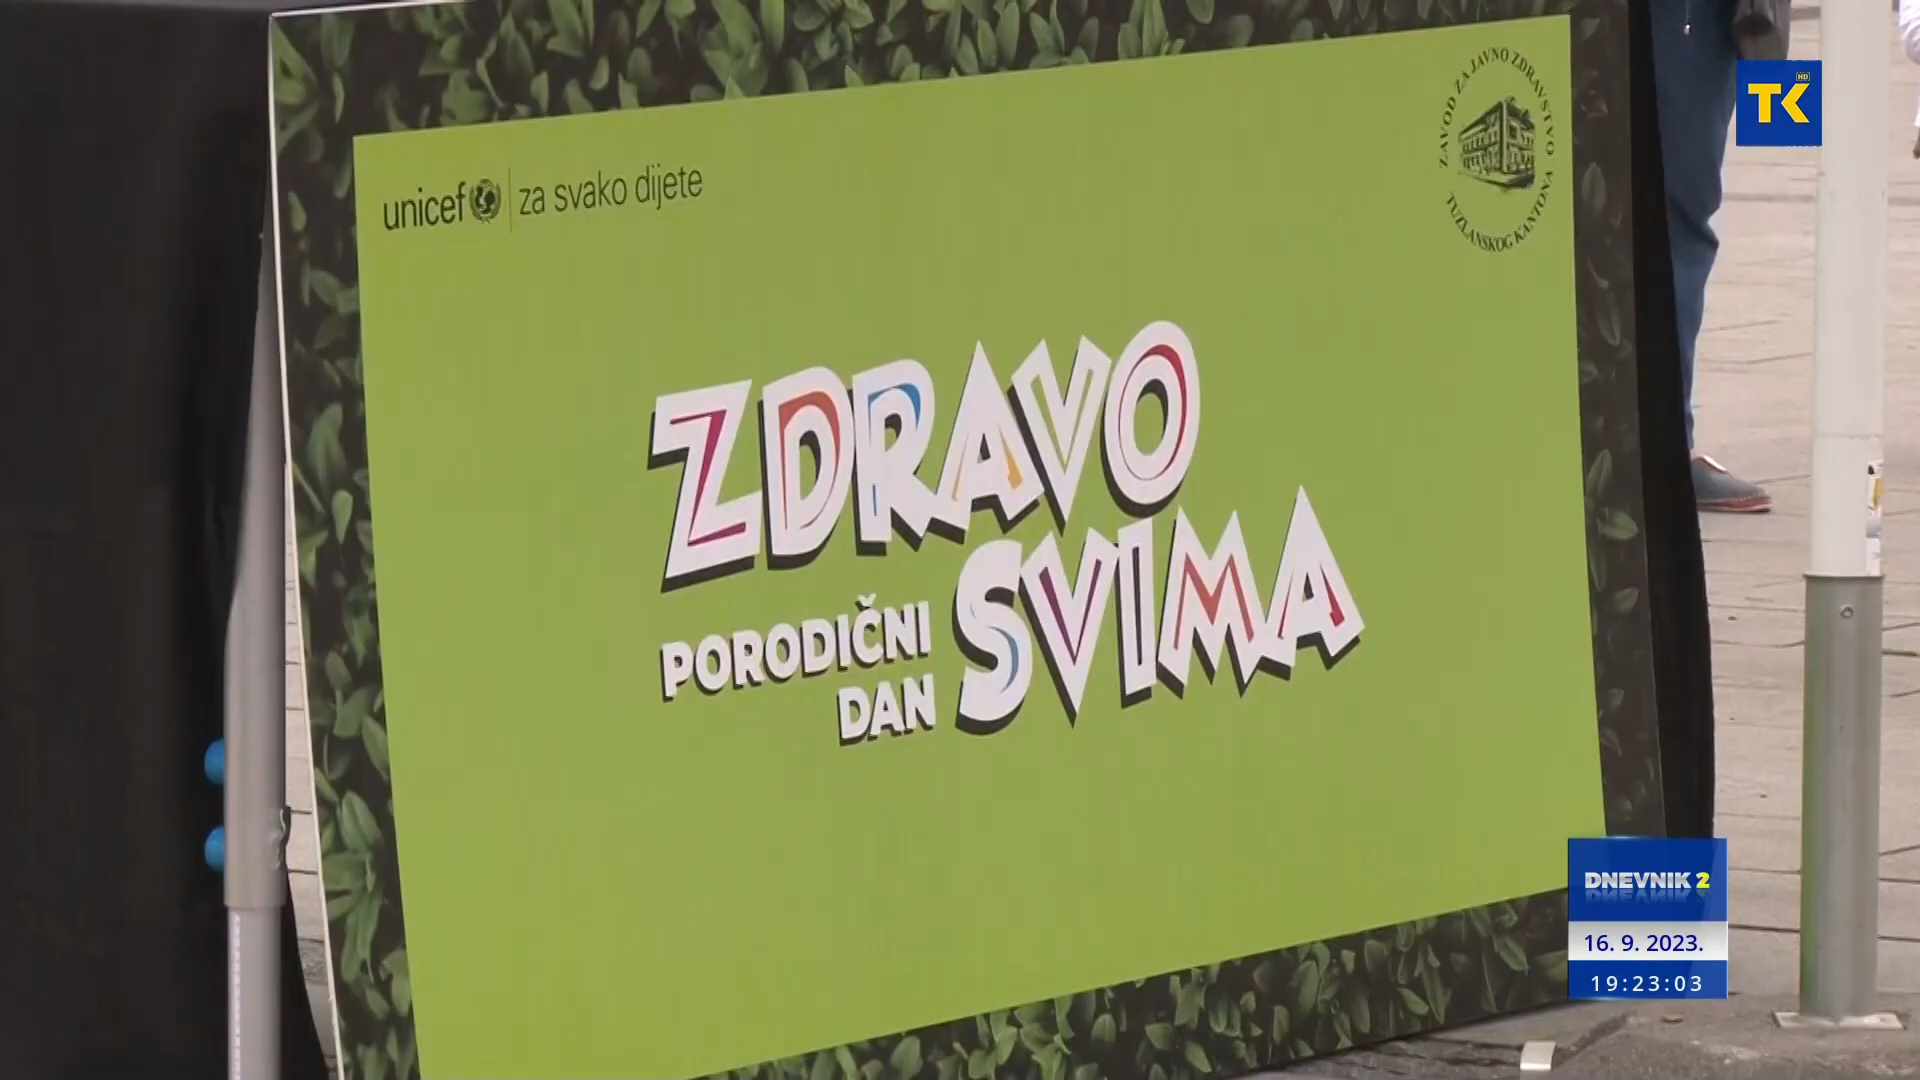 unicef za svako dijete
ZAVOD ZA JAVNO ZDRAVSTVO
TUZLANSKOG KANTONA
TK HD
ZDRAVO
SVIMA
PORODIČNI
DAN
DNEVNIK 2
16. 9. 2023.
19:23:03